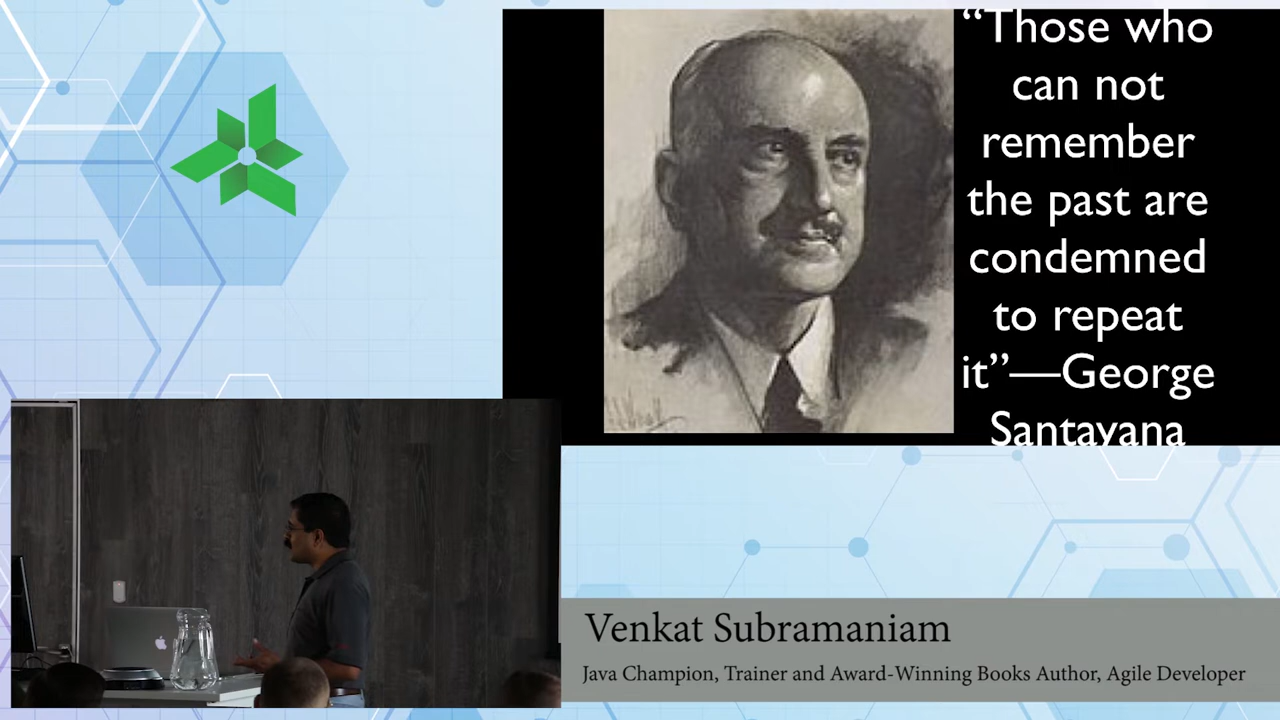 “Those who
can not
remember
the past are
condemned
to repeat
it”—George
Santayana
Venkat Subramaniam
Java Champion, Trainer and Award-Winning Books Author, Agile Developer